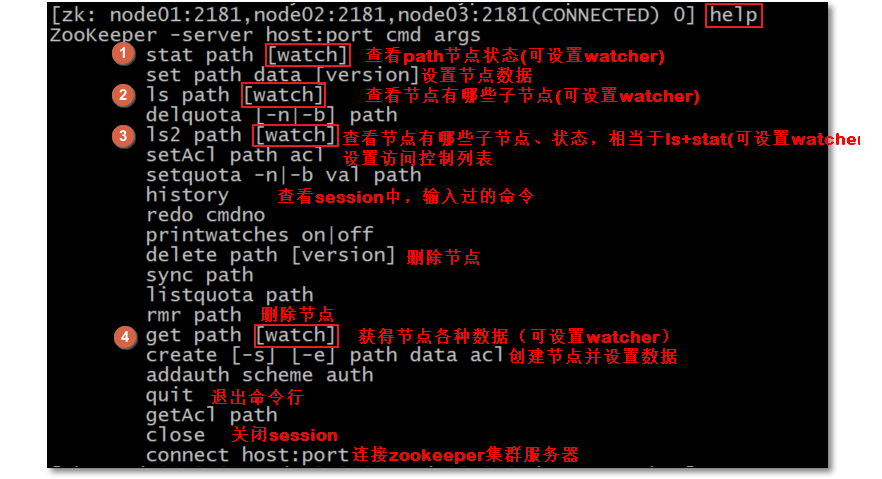 [zk: node01:2181,node02:2181,node03:2181(CONNECTED) 0] help
ZooKeeper -server host:port cmd args
1 stat path [watch] 查看path节点状态(可设置watcher)
set path data [version]设置节点数据
2 ls path [watch] 查看节点有哪些子节点(可设置watcher)
delquota [-n|-b] path
3 ls2 path [watch] 查看节点有哪些子节点、状态，相当于ls+stat(可设置watcher
setAcl path acl 设置访问控制列表
setquota -n|-b val path
history 查看session中，输入过的命令
redo cmdno
printwatches on|off
delete path [version] 删除节点
sync path
listquota path
rmr path 删除节点
4 get path [watch] 获得节点各种数据（可设置watcher）
create [-s] [-e] path data acl创建节点并设置数据
addauth scheme auth
quit 退出命令行
getAcl path
close 关闭session
connect host:port连接zookeeper集群服务器